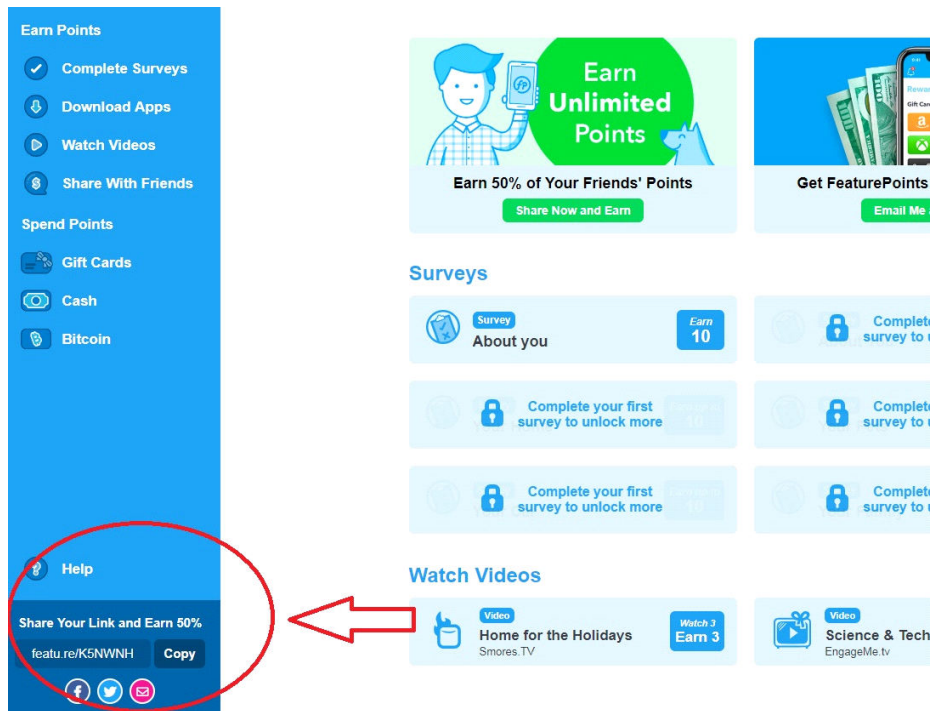 Earn Points
Complete Surveys
Download Apps
Watch Videos
Share With Friends
Spend Points
Gift Cards
Cash
Bitcoin
Help
Share Your Link and Earn 50%
featu.re/K5NWNH
Copy
fp
Earn
Unlimited
Points
Earn 50% of Your Friends' Points
Share Now and Earn
Get FeaturePoints
Email Me
Surveys
Survey
About you
Earn
10
Complete
survey to u
Complete your first
survey to unlock more
Complete
survey to u
Complete your first
survey to unlock more
Complete
survey to u
Watch Videos
Video
Home for the Holidays
Smores.TV
Watch 3
Earn 3
Video
Science & Tech
EngageMe.tv